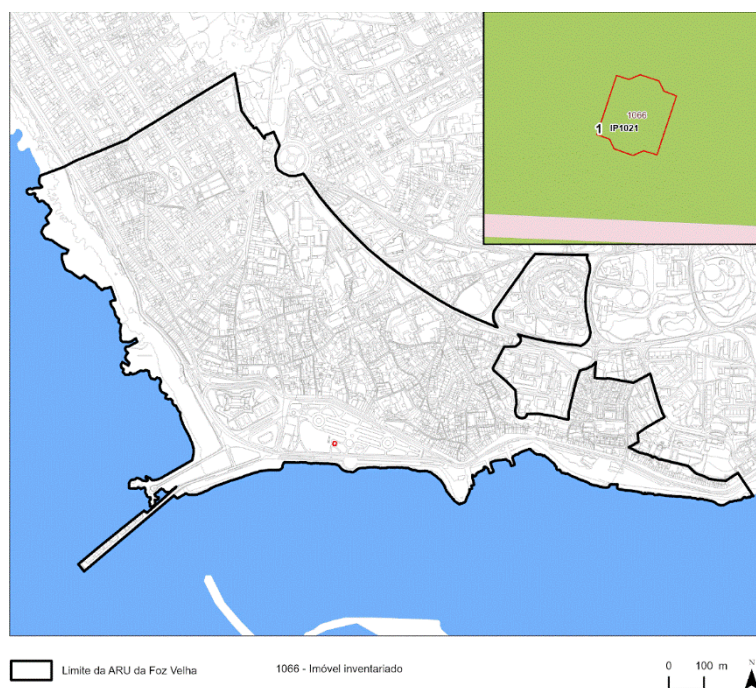 1066
1 IP1021
Limite da ARU da Foz Velha
1066 - Imóvel inventariado
0 100 m
N